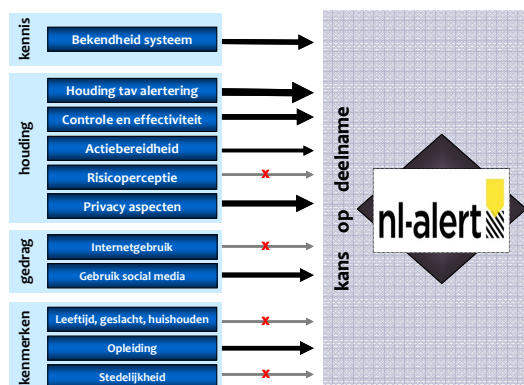 kennis
Bekendheid systeem
houding
Houding tav alertering
Controle en effectiviteit
Actiebereidheid
Risicoperceptie
x
Privacy aspecten
gedrag
Internetgebruik
x
Gebruik social media
kenmerken
Leeftijd, geslacht, huishouden
x
Opleiding
Stedelijkheid
x
kans op deelname
nl-alert